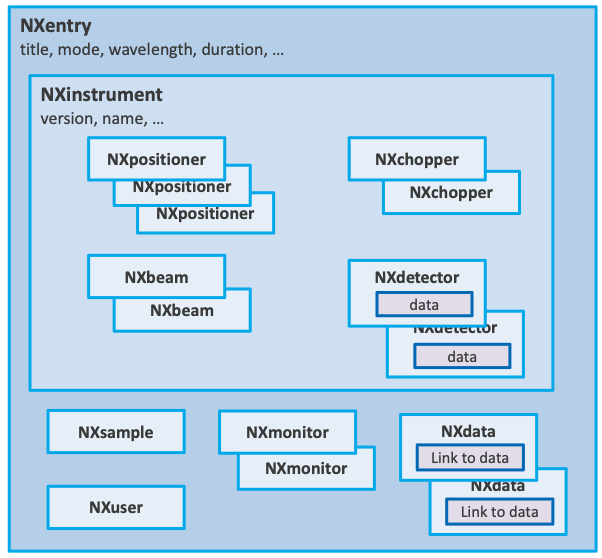 NXentry
title, mode, wavelength, duration, ...
NXinstrument
version, name, ...
NXpositioner
NXpositioner
NXpositioner
NXchopper
NXchopper
NXbeam
NXbeam
NXdetector
data
NXdetector
data
NXsample
NXuser
NXmonitor
NXmonitor
NXdata
Link to data
NXdata
Link to data